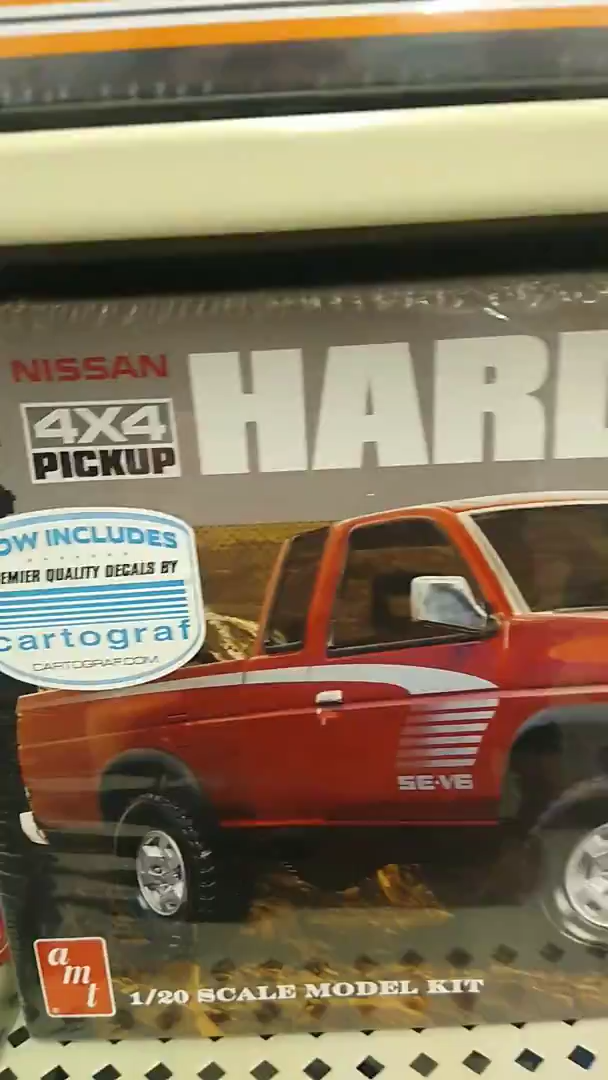 NISSAN
4X4
PICKUP
HARD
OW INCLUDES
EMIER QUALITY DECALS BY
cartograf
CARTOGRAF.COM
SE-V6
amt
1/20 SCALE MODEL KIT